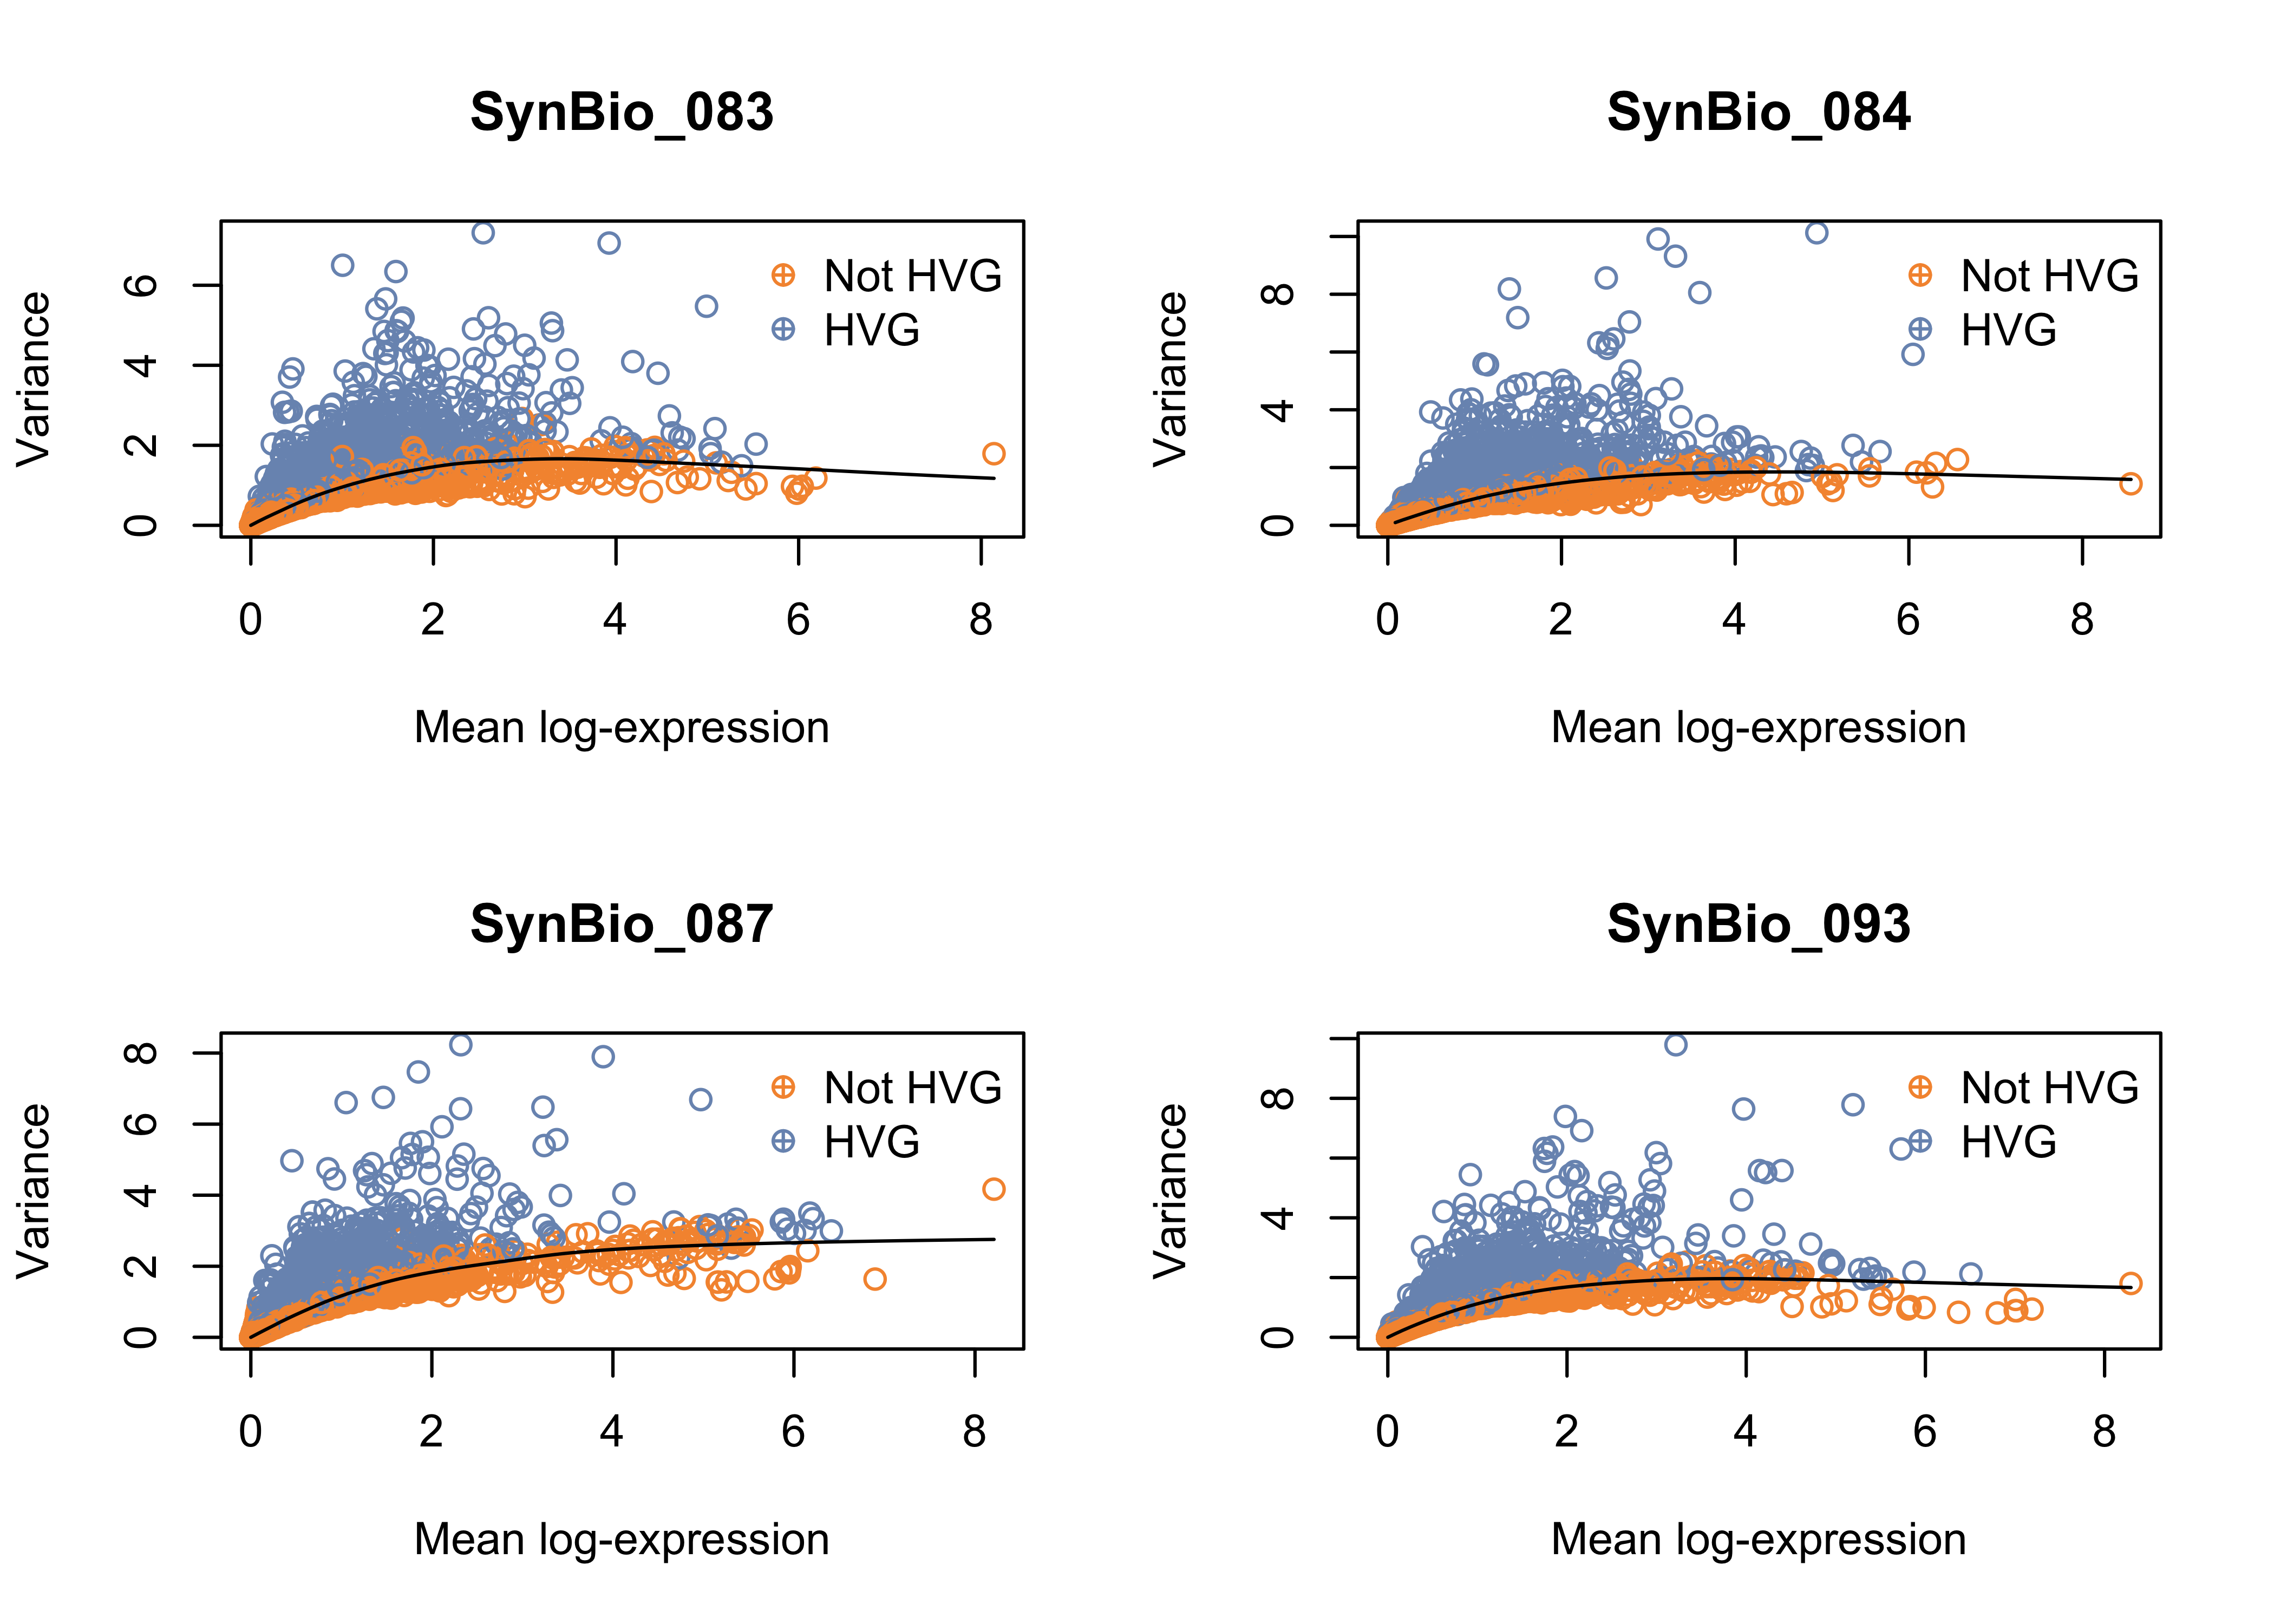 SynBio_083
Variance
6
4
2
0
Not HVG
HVG
0 2 4 6 8
Mean log-expression
SynBio_084
Variance
8
4
0
Not HVG
HVG
0 2 4 6 8
Mean log-expression
SynBio_087
Variance
8
6
4
2
0
Not HVG
HVG
0 2 4 6 8
Mean log-expression
SynBio_093
Variance
8
4
0
Not HVG
HVG
0 2 4 6 8
Mean log-expression